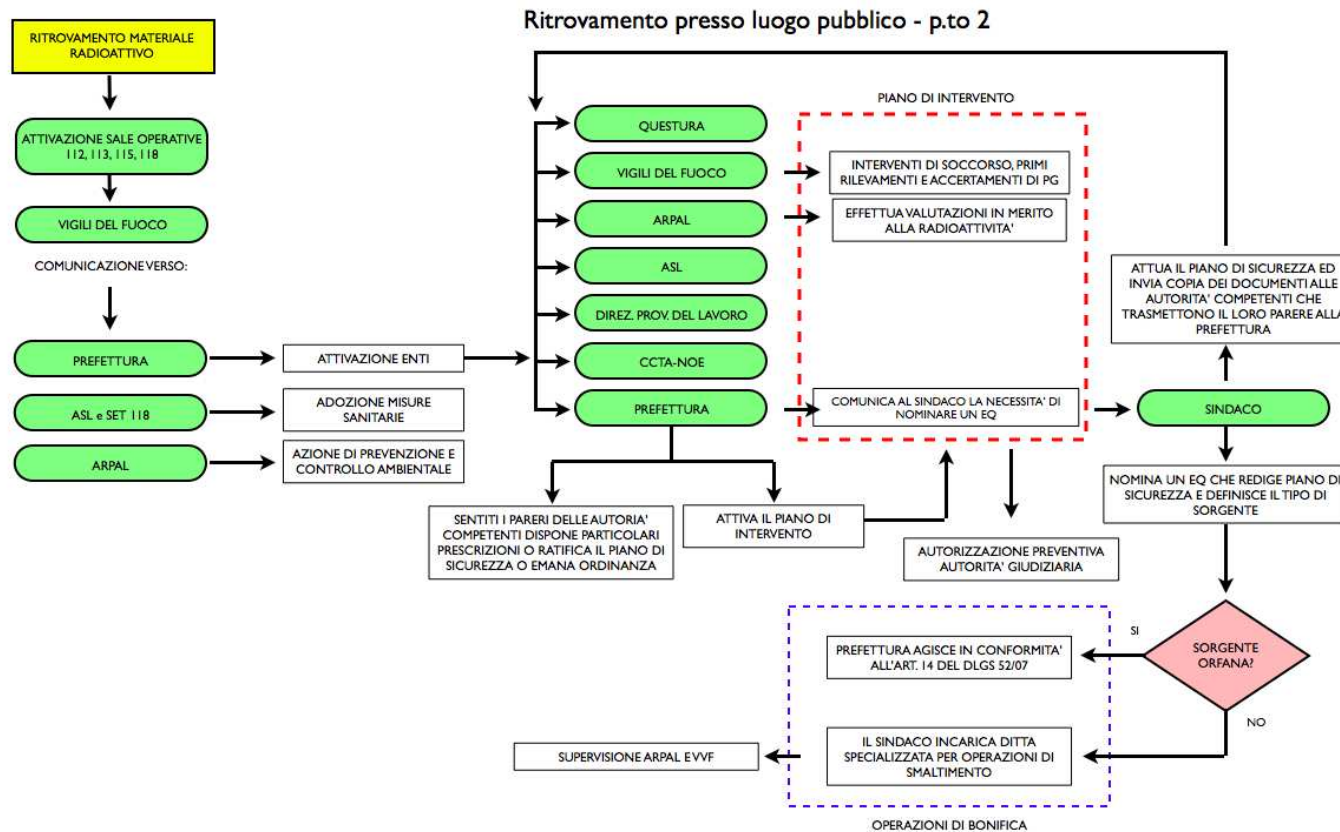 Ritrovamento presso luogo pubblico - p.to 2
RITROVAMENTO MATERIALE
RADIOATTIVO
ATTIVAZIONE SALE OPERATIVE
112, 113, 115, 118
VIGILI DEL FUOCO
COMUNICAZIONE VERSO:
PREFETTURA
ATTIVAZIONE ENTI
ASL e SET 118
ADOZIONE MISURE
SANITARIE
ARPAL
AZIONE DI PREVENZIONE E
CONTROLLO AMBIENTALE
QUESTURA
VIGILI DEL FUOCO
ARPAL
ASL
DIREZ. PROV. DEL LAVORO
CCTA-NOE
PREFETTURA
PIANO DI INTERVENTO
INTERVENTI DI SOCCORSO, PRIMI
RILEVAMENTI E ACCERTAMENTI DI PG
EFFETTUA VALUTAZIONI IN MERITO
ALLA RADIOATTIVITA'
COMUNICA AL SINDACO LA NECESSITA' DI
NOMINARE UN EQ
ATTUA IL PIANO DI SICUREZZA ED
INVIA COPIA DEI DOCUMENTI ALLE
AUTORITA' COMPETENTI CHE
TRASMETTONO IL LORO PARERE ALLA
PREFETTURA
SINDACO
NOMINA UN EQ CHE REDIGE PIANO DI
SICUREZZA E DEFINISCE IL TIPO DI
SORGENTE
SENTITI I PARERI DELLE AUTORIA'
COMPETENTI DISPONE PARTICOLARI
PRESCRIZIONI O RATIFICA IL PIANO DI
SICUREZZA O EMANA ORDINANZA
ATTIVA IL PIANO DI
INTERVENTO
AUTORIZZAZIONE PREVENTIVA
AUTORITA' GIUDIZIARIA
SORGENTE
ORFANA?
SI
NO
PREFETTURA AGISCE IN CONFORMITA'
ALL'ART. 14 DEL DLGS 52/07
IL SINDACO INCARICA DITTA
SPECIALIZZATA PER OPERAZIONI DI
SMALTIMENTO
SUPERVISIONE ARPAL E VVF
OPERAZIONI DI BONIFICA